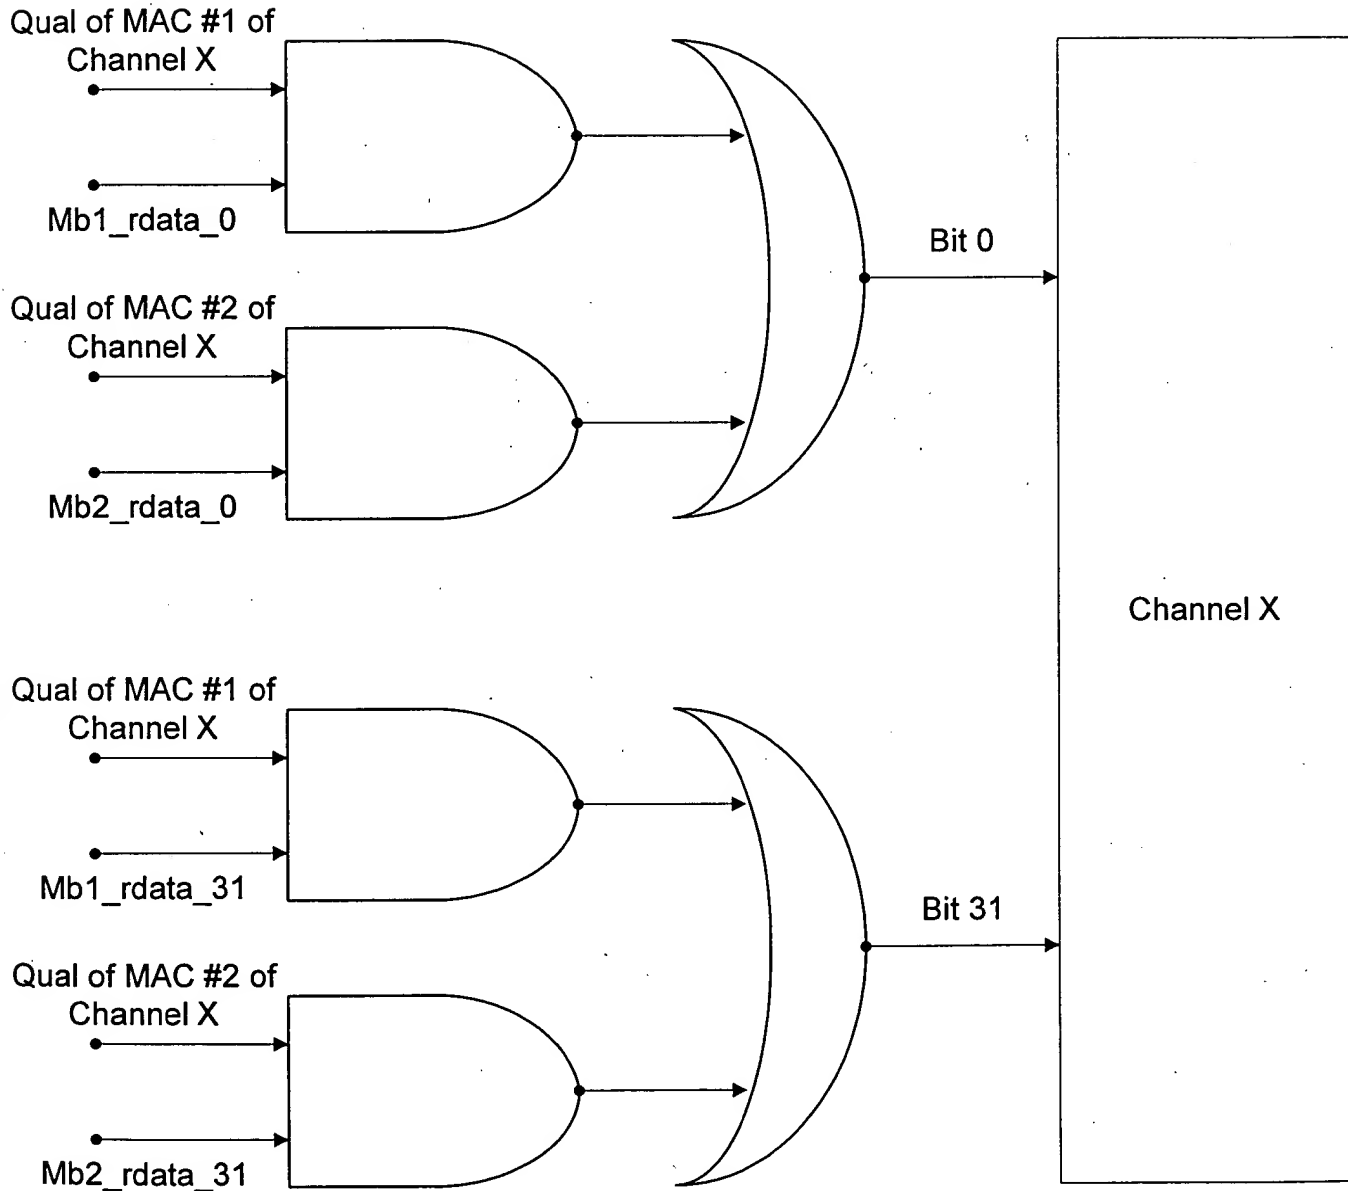 Qual of MAC #1 of
Channel X
Mb1_rdata_0
Qual of MAC #2 of
Channel X
Mb2_rdata_0
Bit 0
Channel X
Qual of MAC #1 of
Channel X
Mb1_rdata_31
Qual of MAC #2 of
Channel X
Mb2_rdata_31
Bit 31